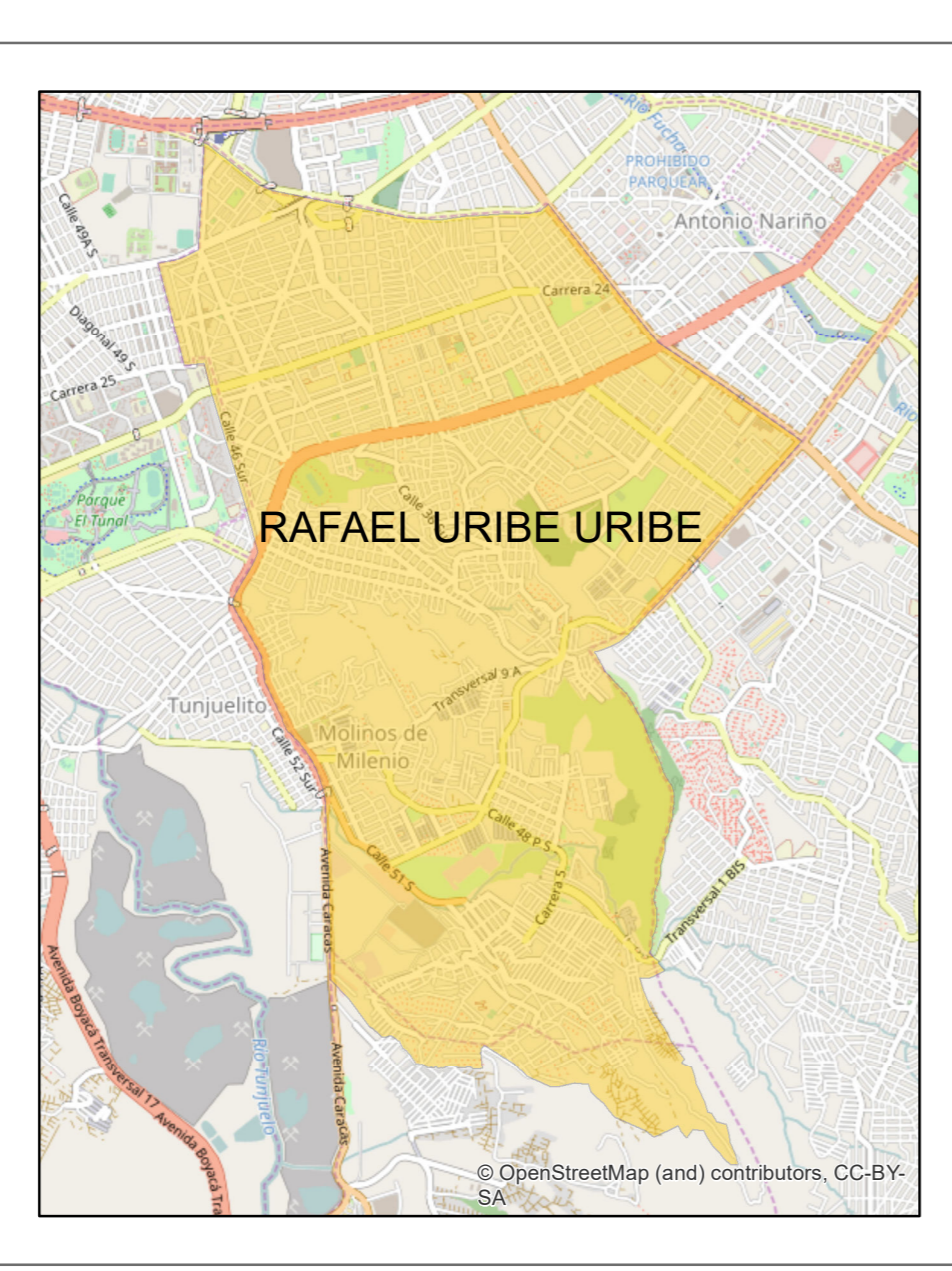 Río Fucha
PROHIBIDO
PARQUEAR
Antonio Nariño
Calle 49A S
Carrera 24
Diagonal 49 S
Carrera 25
Calle 46 Sur
Parque
El Tunal
RAFAEL URIBE URIBE
Transversal 9 A
Tunjuelito
Molinos de
Milenio
Calle 52 Sur
Calle 48 P S
Calle 51 S
Avenida Caracas
Carrera 5
Transversal 1 BIS
Avenida Boyacá Transversal 17 Avenida Boyacá Tra
Río Tunjuelo
Avenida Caracas
© OpenStreetMap (and) contributors, CC-BY-
SA